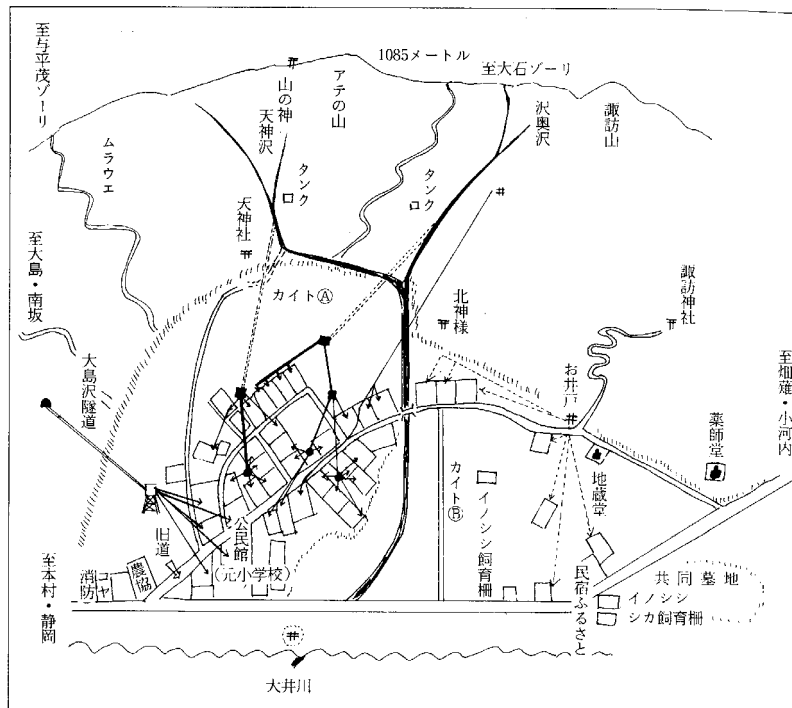 1085メートル
至大石ゾーリ
至与平茂ゾーリ
ムラウエ
山の神
天神沢
アテの山
タンク
天神社
タンク
沢奥沢
諏訪山
至大島・南坂
大島沢隧道
カイトⒶ
北神様
諏訪神社
お井戸
至畑薙・小河内
薬師堂
地蔵堂
カイトⒷ
イノシシ飼育柵
旧道
公民館
(元小学校)
農協
コヤ
消防
至本村・静岡
民宿ふるさと
共同墓地
イノシシ
シカ飼育柵
大井川